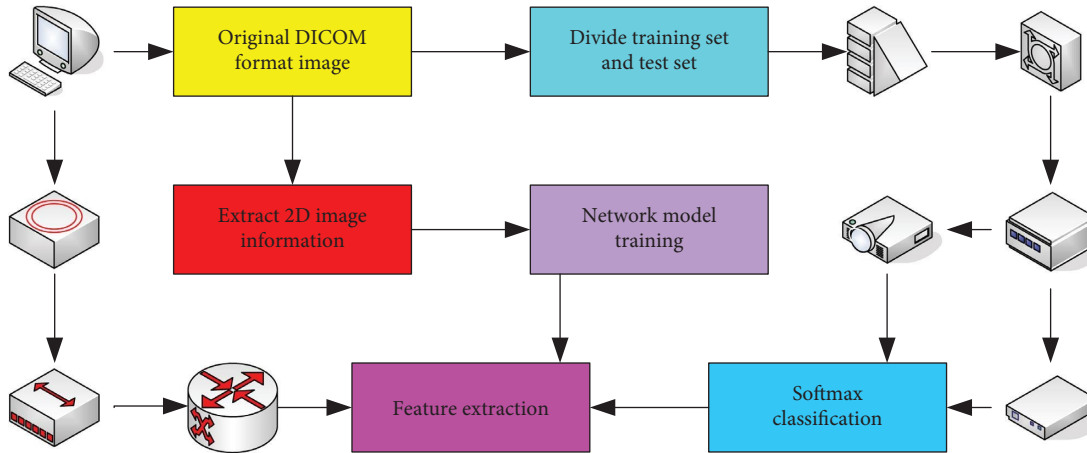 Original DICOM
format image
Divide training set
and test set
Extract 2D image
information
Network model
training
Feature extraction
Softmax
classification